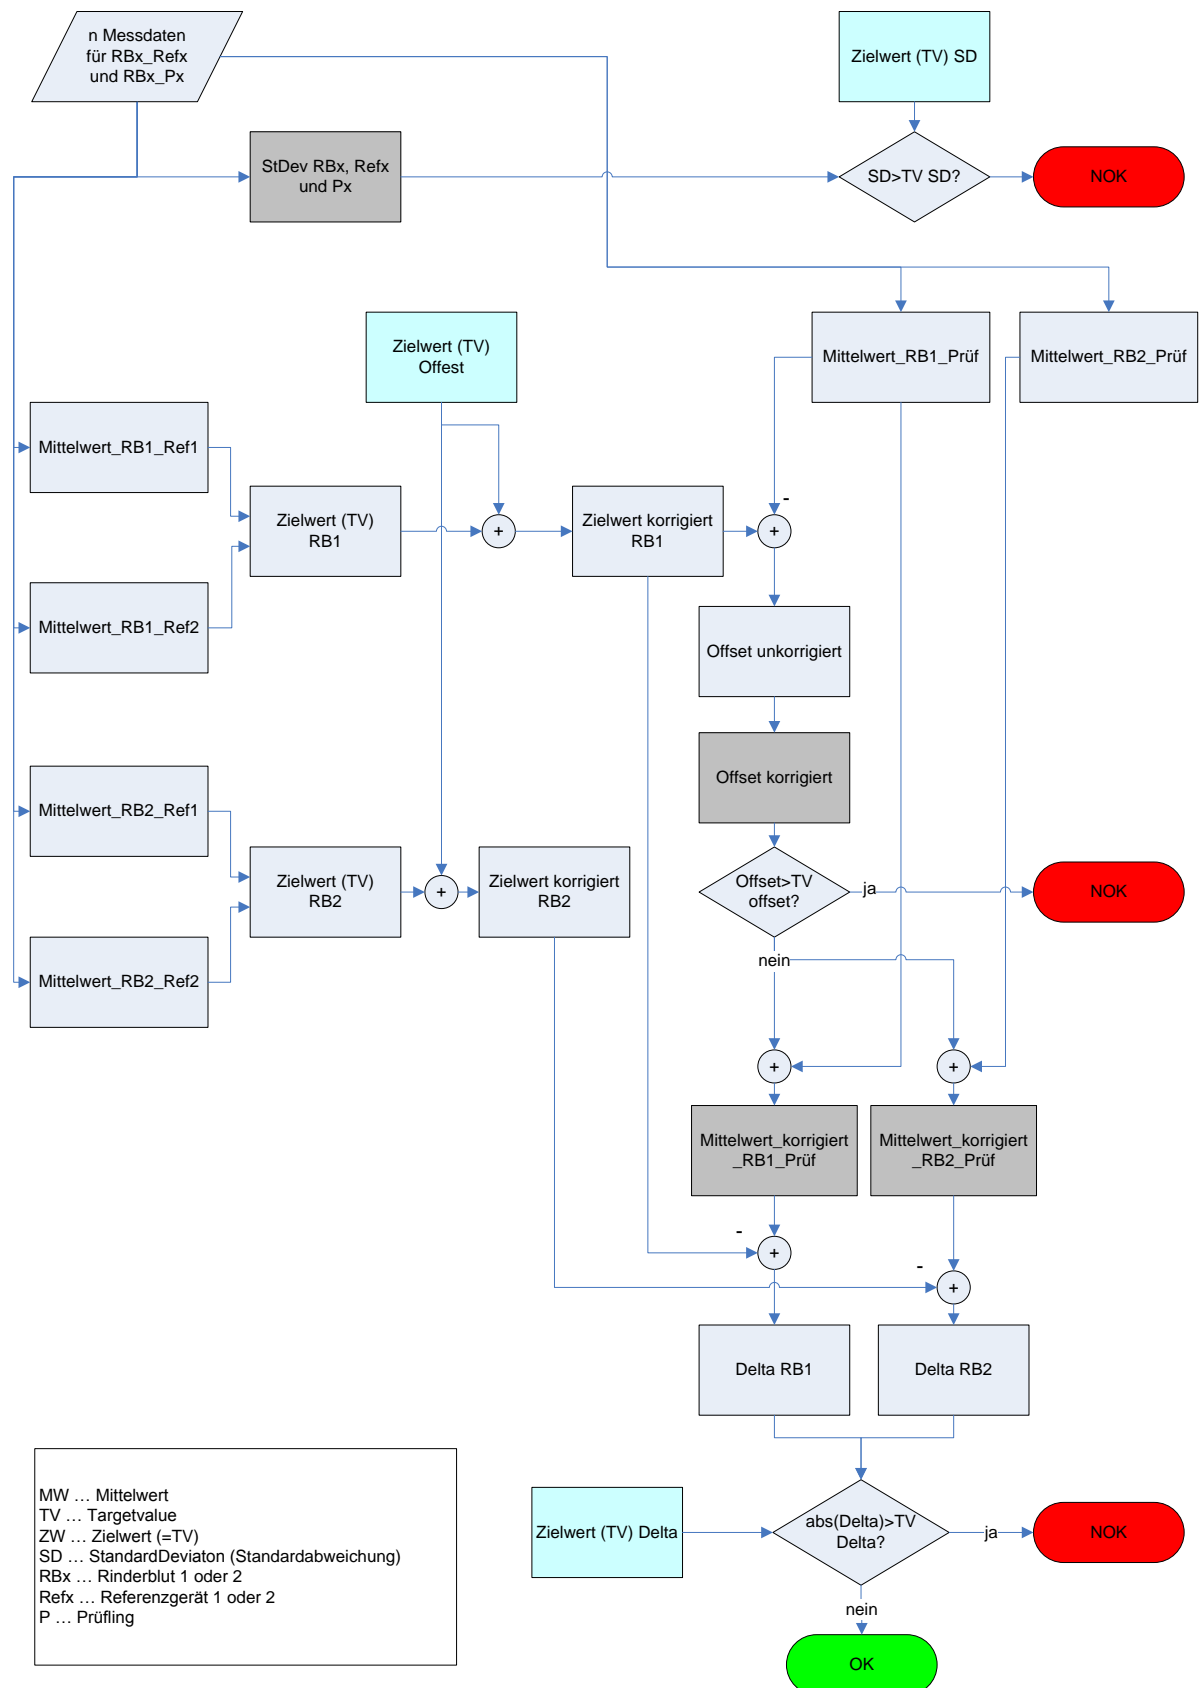 n Messdaten
für RBx_Refx
und RBx_Px
Zielwert (TV) SD
StDev RBx, Refx
und Px
SD>TV SD?
NOK
Zielwert (TV)
Offest
Mittelwert_RB1_Prüf
Mittelwert_RB2_Prüf
Mittelwert_RB1_Ref1
Zielwert (TV)
RB1
+
Zielwert korrigiert
RB1
-
+
Mittelwert_RB1_Ref2
Offset unkorrigiert
Offset korrigiert
Mittelwert_RB2_Ref1
Zielwert (TV)
RB2
+
Zielwert korrigiert
RB2
Offset>TV
offset?
ja
NOK
nein
Mittelwert_RB2_Ref2
+
+
Mittelwert_korrigiert
_RB1_Prüf
Mittelwert_korrigiert
_RB2_Prüf
-
+
-
+
Delta RB1
Delta RB2
Zielwert (TV) Delta
abs(Delta)>TV
Delta?
ja
NOK
nein
OK
MW … Mittelwert
TV … Targetvalue
ZW … Zielwert (=TV)
SD … StandardDeviaton (Standardabweichung)
RBx … Rinderblut 1 oder 2
Refx … Referenzgerät 1 oder 2
P … Prüfling